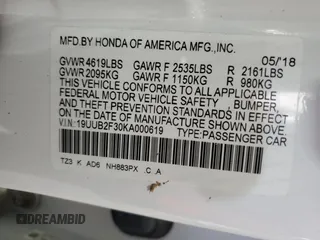 MFD.BY HONDA OF AMERICA MFG.,INC. 05/18
GVWR 4619LBS GAWR F 2535LBS R 2161LBS
GVWR 2095KG GAWR F 1150KG R 980KG
THIS VEHICLE CONFORMS TO ALL APPLICABLE
FEDERAL MOTOR VEHICLE SAFETY, BUMPER,
AND THEFT PREVENTION STANDARDS IN EFFECT
ON THE DATE OF MANUFACTURE SHOWN ABOVE.
V.I.N:19UUB2F30KA000619 TYPE:PASSENGER CAR
TZ3 K AD6 NH883PX C A
DREAMBID